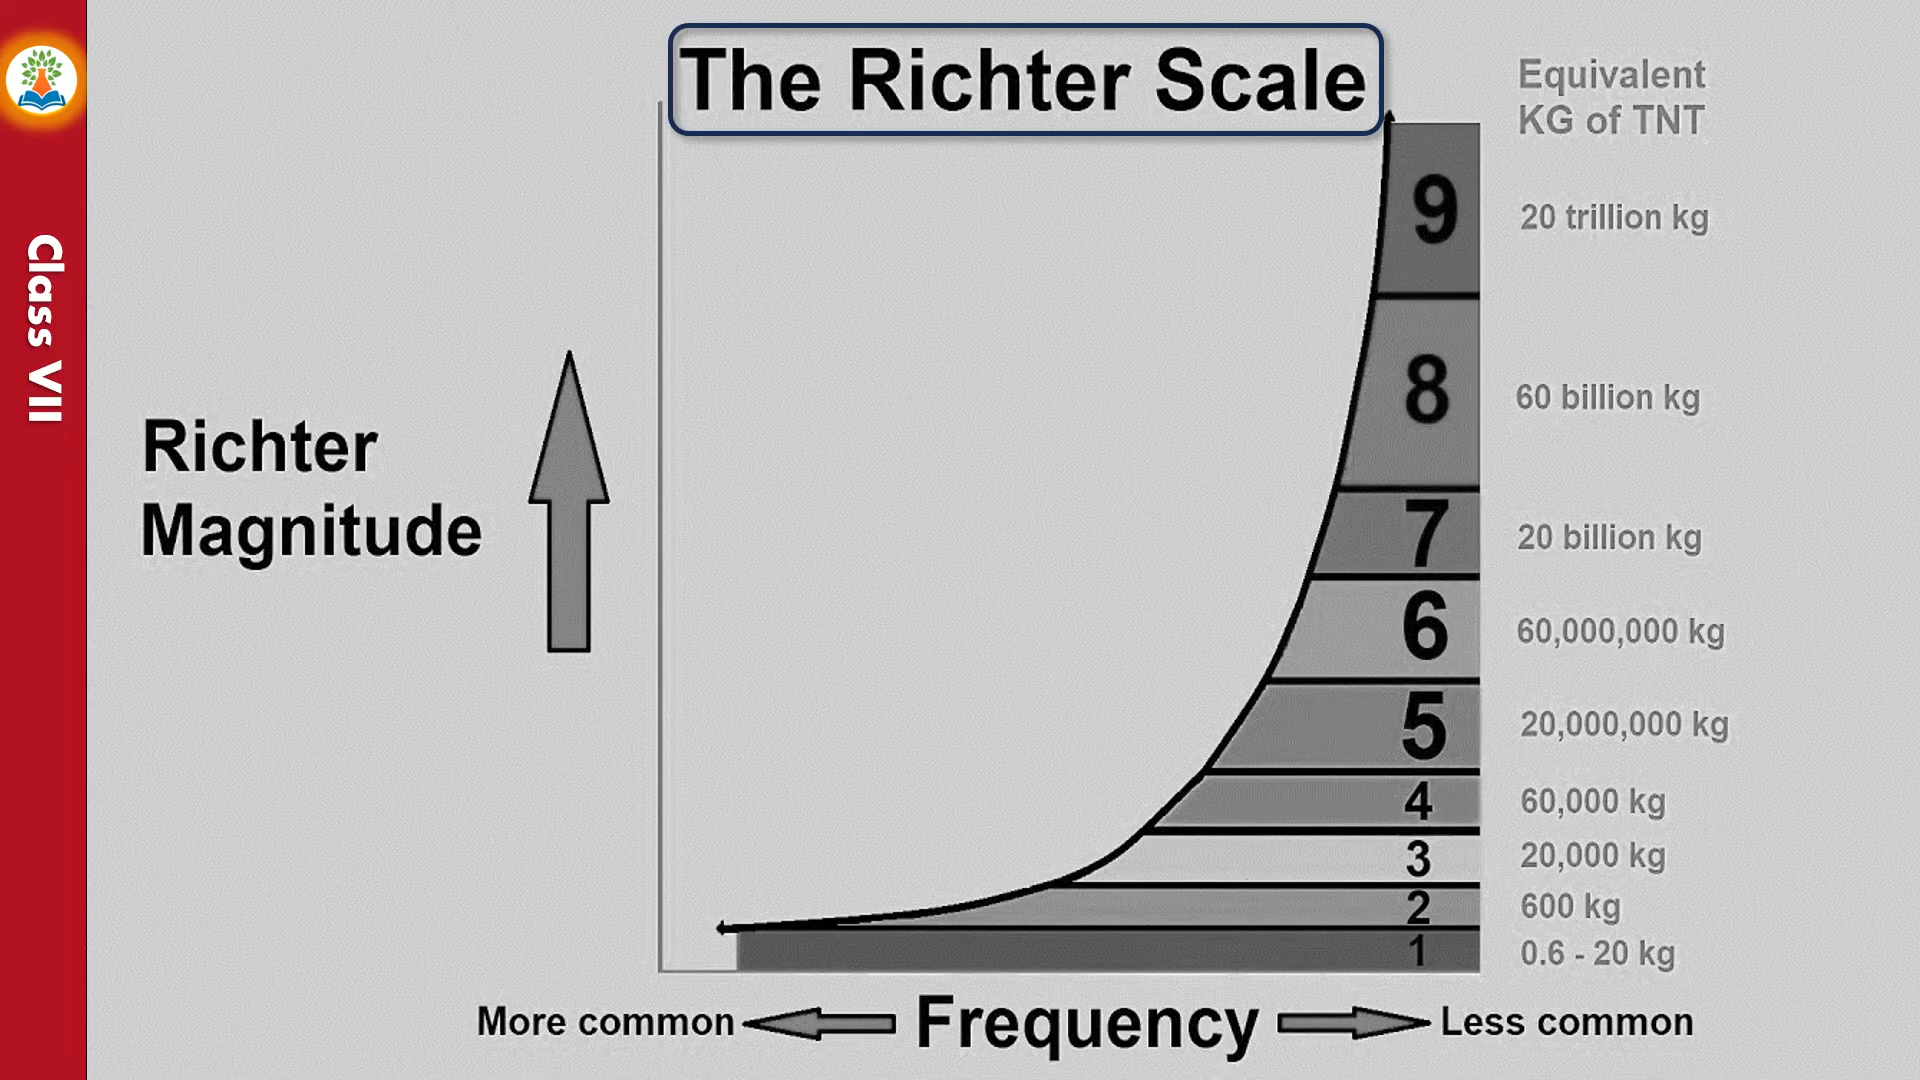 The Richter Scale
Equivalent
KG of TNT
Class VII
Richter
Magnitude
9 20 trillion kg
8 60 billion kg
7 20 billion kg
6 60,000,000 kg
5 20,000,000 kg
4 60,000 kg
3 20,000 kg
2 600 kg
1 0.6 - 20 kg
More common Frequency Less common